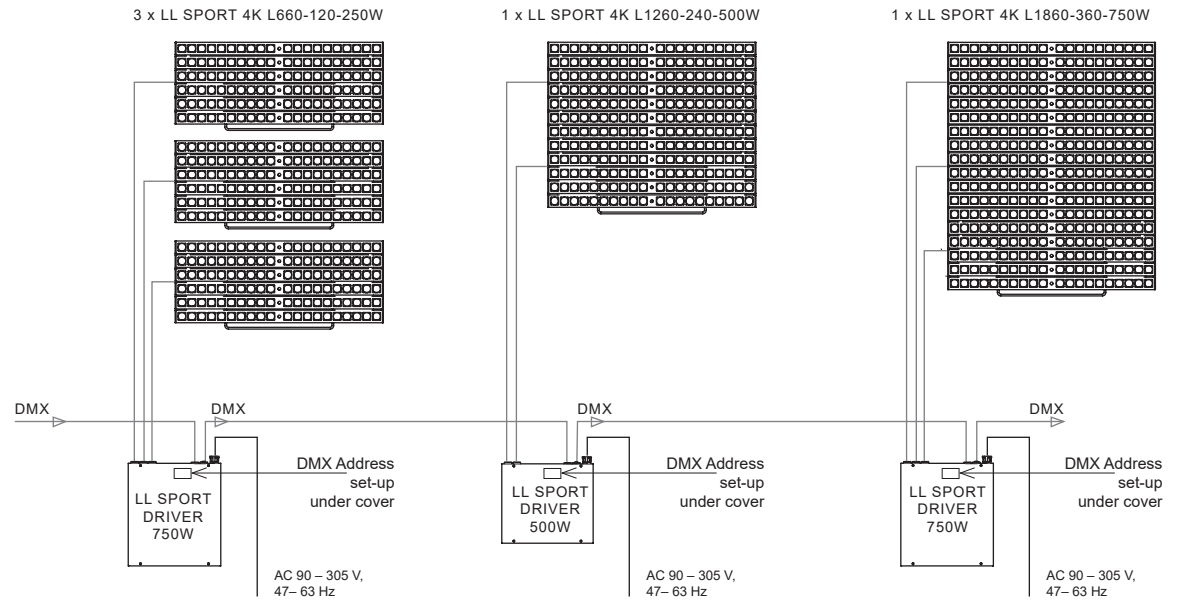 3 x LL SPORT 4K L660-120-250W
1 x LL SPORT 4K L1260-240-500W
1 x LL SPORT 4K L1860-360-750W
DMX
DMX
DMX
DMX
DMX Address
set-up
under cover
LL SPORT
DRIVER
750W
AC 90 – 305 V,
47– 63 Hz
DMX Address
set-up
under cover
LL SPORT
DRIVER
500W
AC 90 – 305 V,
47– 63 Hz
DMX Address
set-up
under cover
LL SPORT
DRIVER
750W
AC 90 – 305 V,
47– 63 Hz